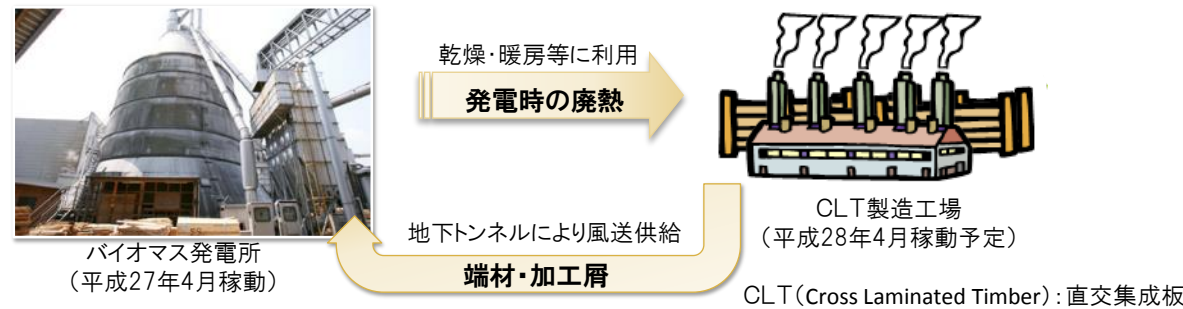 乾燥・暖房等に利用
発電時の廃熱
地下トンネルにより風送供給
端材・加工屑
バイオマス発電所
（平成27年4月稼動）
CLT製造工場
（平成28年4月稼動予定）
CLT（Cross Laminated Timber）：直交集成板